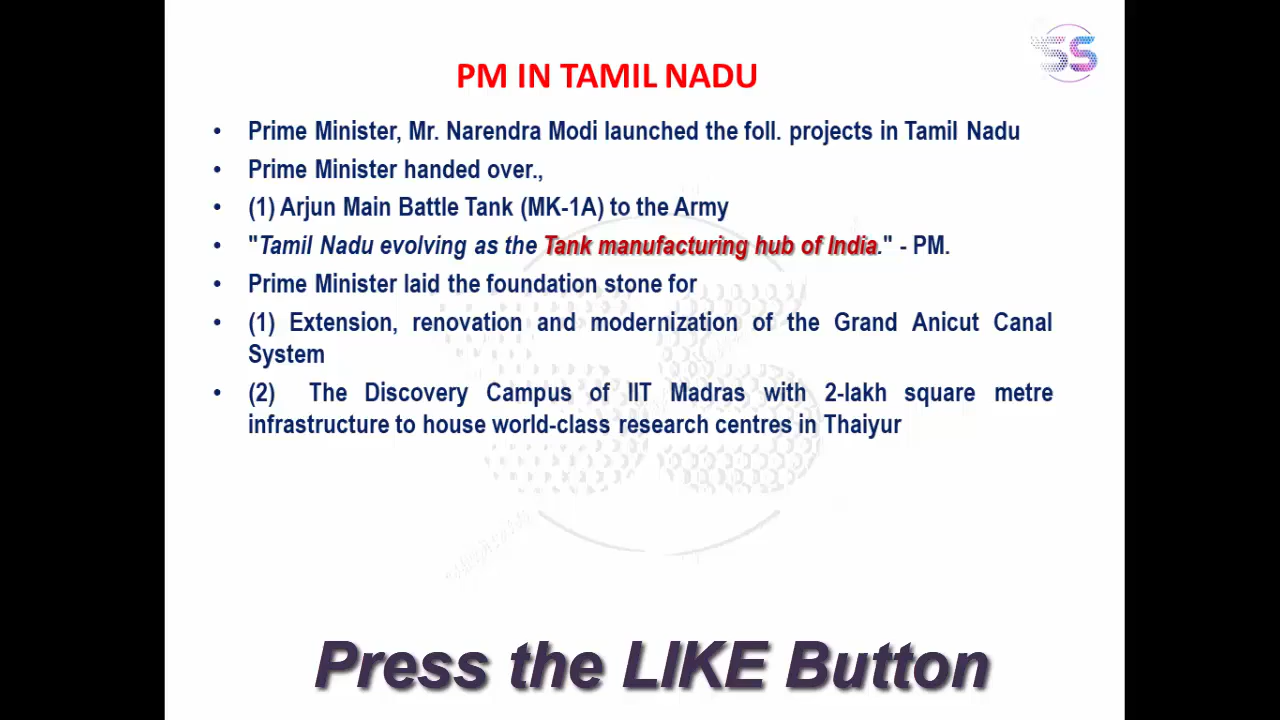 SS
PM IN TAMIL NADU
• Prime Minister, Mr. Narendra Modi launched the foll. projects in Tamil Nadu
• Prime Minister handed over.,
• (1) Arjun Main Battle Tank (MK-1A) to the Army
• "Tamil Nadu evolving as the Tank manufacturing hub of India." - PM.
• Prime Minister laid the foundation stone for
• (1) Extension, renovation and modernization of the Grand Anicut Canal
System
• (2) The Discovery Campus of IIT Madras with 2-lakh square metre
infrastructure to house world-class research centres in Thaiyur
Press the LIKE Button